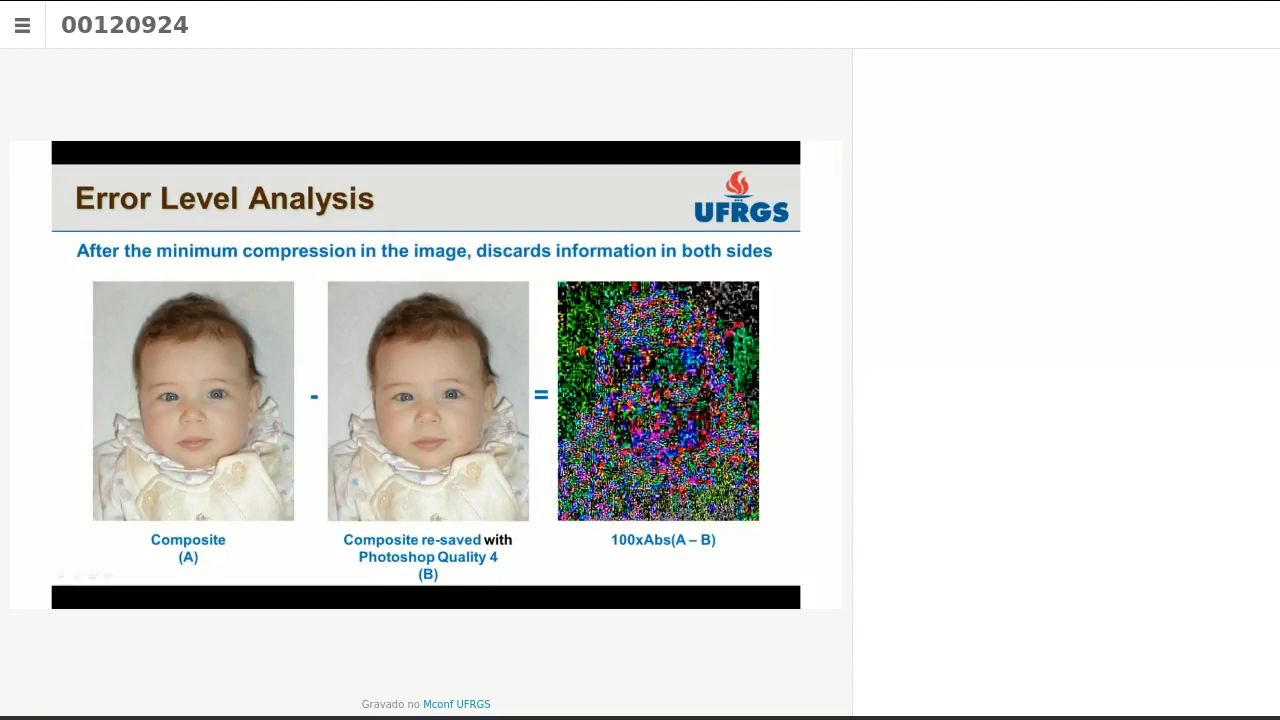 00120924
Error Level Analysis
UFRGS
After the minimum compression in the image, discards information in both sides
-
=
Composite
(A)
Composite re-saved with
Photoshop Quality 4
(B)
100xAbs(A – B)
Gravado no Mconf UFRGS